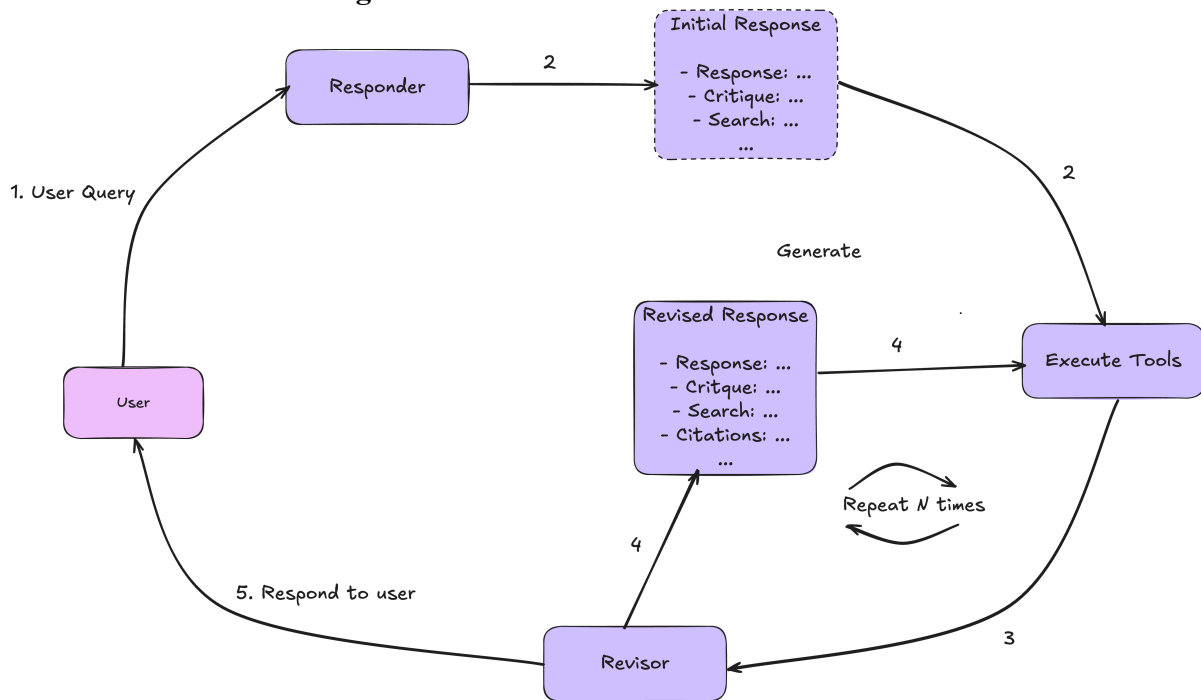 Initial Response
- Response: ...
- Critique: ...
- Search: ...
...
Responder
2
1. User Query
2
Generate
Revised Response
- Response: ...
- Critque: ...
- Search: ...
- Citations: ...
...
4
Execute Tools
User
Repeat N times
4
5. Respond to user
3
Revisor